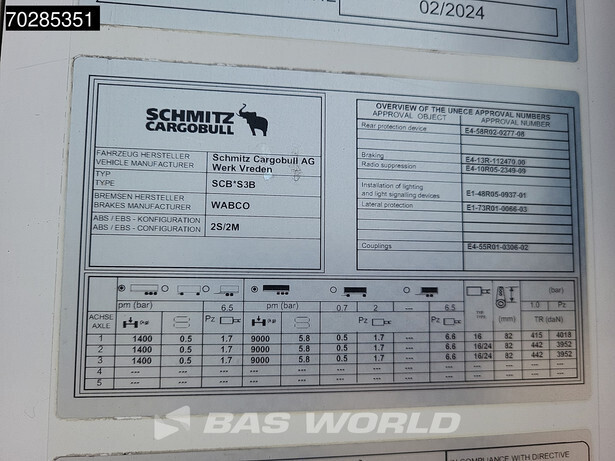 70285351
02/2024
SCHMITZ
CARGOBULL
FAHRZEUG HERSTELLER
VEHICLE MANUFACTURER
Schmitz Cargobull AG
Werk Vreden
TYP
TYPE
SCB*S3B
BREMSEN HERSTELLER
BRAKES MANUFACTURER
WABCO
ABS / EBS - KONFIGURATION
ABS / EBS - CONFIGURATION
2S/2M
OVERVIEW OF THE UNECE APPROVAL NUMBERS
APPROVAL OBJECT APPROVAL NUMBER
Rear protection device E4-58R02-0277-08
Braking E4-13R-112470.00
Radio suppression E4-10R05-2349-09
Installation of lighting
and light signalling devices E1-48R05-0937-01
Lateral protection E1-73R01-0066-03
Couplings E4-55R01-0306-02
(bar)
pm (bar) 6.5 pm (bar) 0.7 2 --- 6.5 1.0 Pz
ACHSE
AXLE
(kg) Pz (kg) Pz (mm) TR (daN)
1 1400 0.5 1.7 9000 5.8 0.5 1.7 --- 6.6 16 82 415 4018
2 1400 0.5 1.7 9000 5.8 0.5 1.7 --- 6.6 16/24 82 442 3952
3 1400 0.5 1.7 9000 5.8 0.5 1.7 --- 6.6 16/24 82 442 3952
4 --- --- --- --- --- --- --- --- --- --- --- --- ---
5 --- --- --- --- --- --- --- --- --- --- --- --- ---
BAS WORLD
COMPLIANCE WITH DIRECTIVE